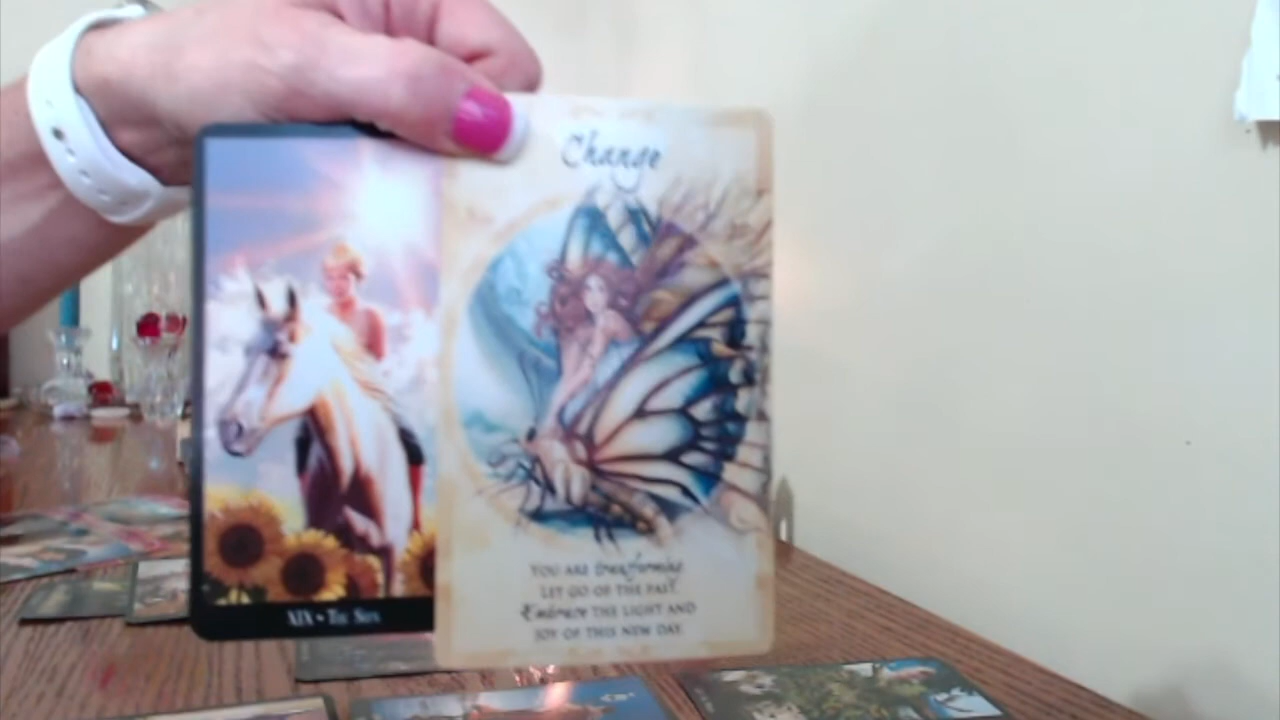 Change
XIX • The Sun
YOU ARE transforming
LET GO OF THE PAST.
Embrace THE LIGHT AND
JOY OF THIS NEW DAY.